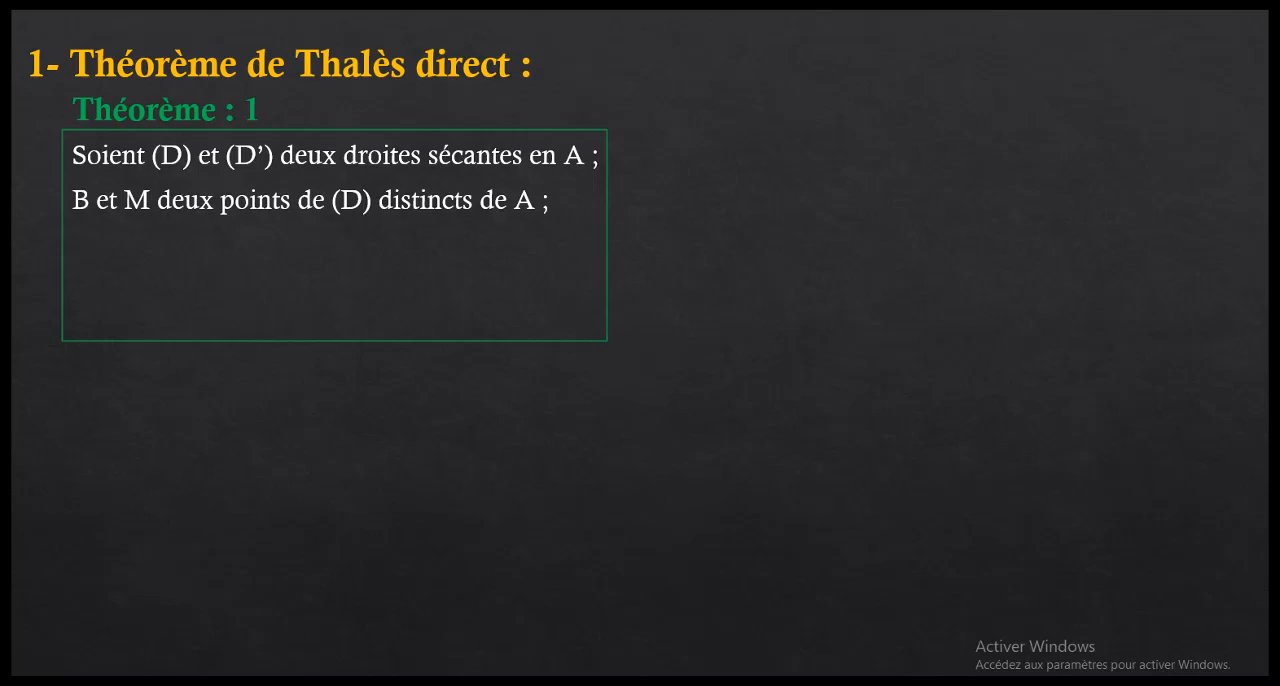 1- Théorème de Thalès direct :
Théorème : 1
Soient (D) et (D’) deux droites sécantes en A ;
B et M deux points de (D) distincts de A ;
Activer Windows
Accédez aux paramètres pour activer Windows.